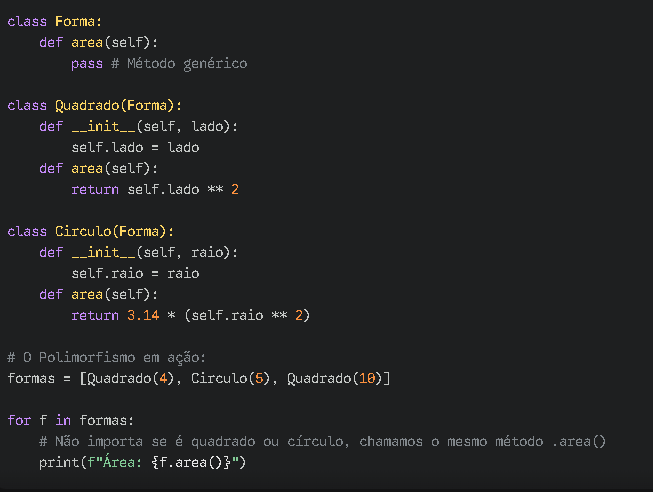 class Forma:
    def area(self):
        pass # Método genérico

class Quadrado(Forma):
    def __init__(self, lado):
        self.lado = lado
    def area(self):
        return self.lado ** 2

class Circulo(Forma):
    def __init__(self, raio):
        self.raio = raio
    def area(self):
        return 3.14 * (self.raio ** 2)

# O Polimorfismo em ação:
formas = [Quadrado(4), Circulo(5), Quadrado(10)]

for f in formas:
    # Não importa se é quadrado ou círculo, chamamos o mesmo método .area()
    print(f"Área: {f.area()}")